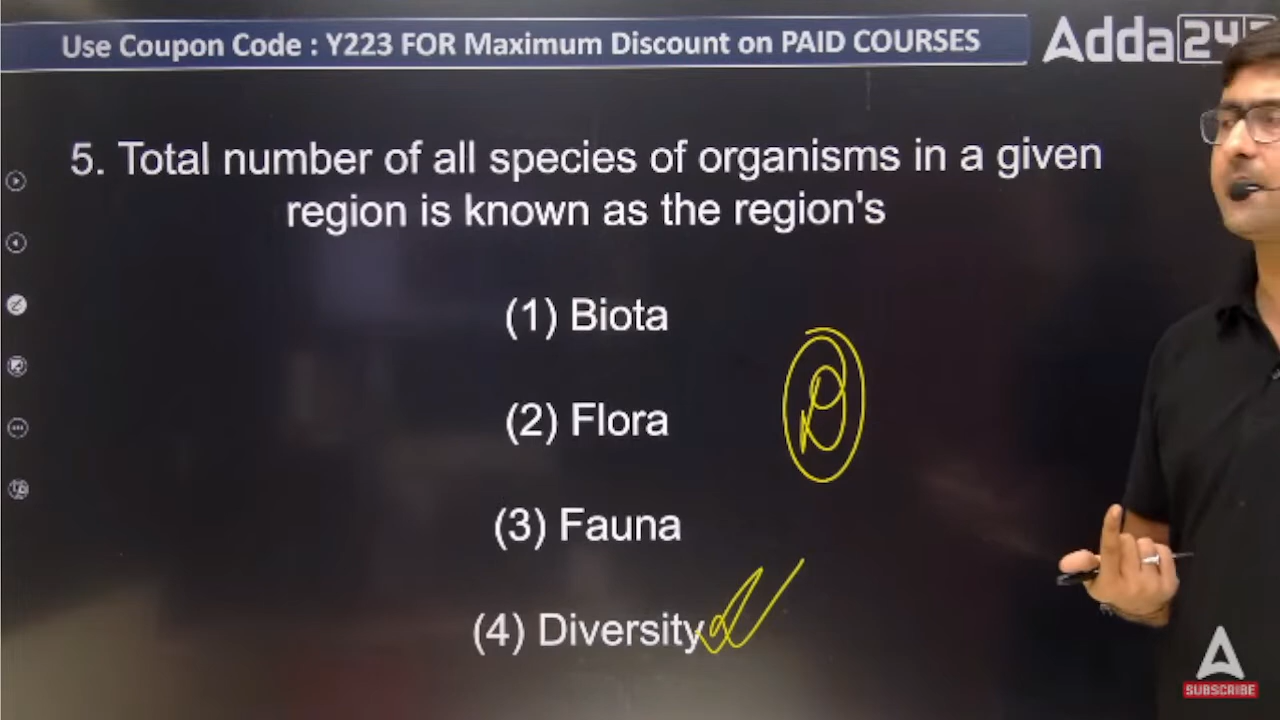 Use Coupon Code : Y223 FOR Maximum Discount on PAID COURSES
Adda
5. Total number of all species of organisms in a given
region is known as the region's
(1) Biota
(2) Flora
D
(3) Fauna
(4) Diversity
SUBSCRIBE